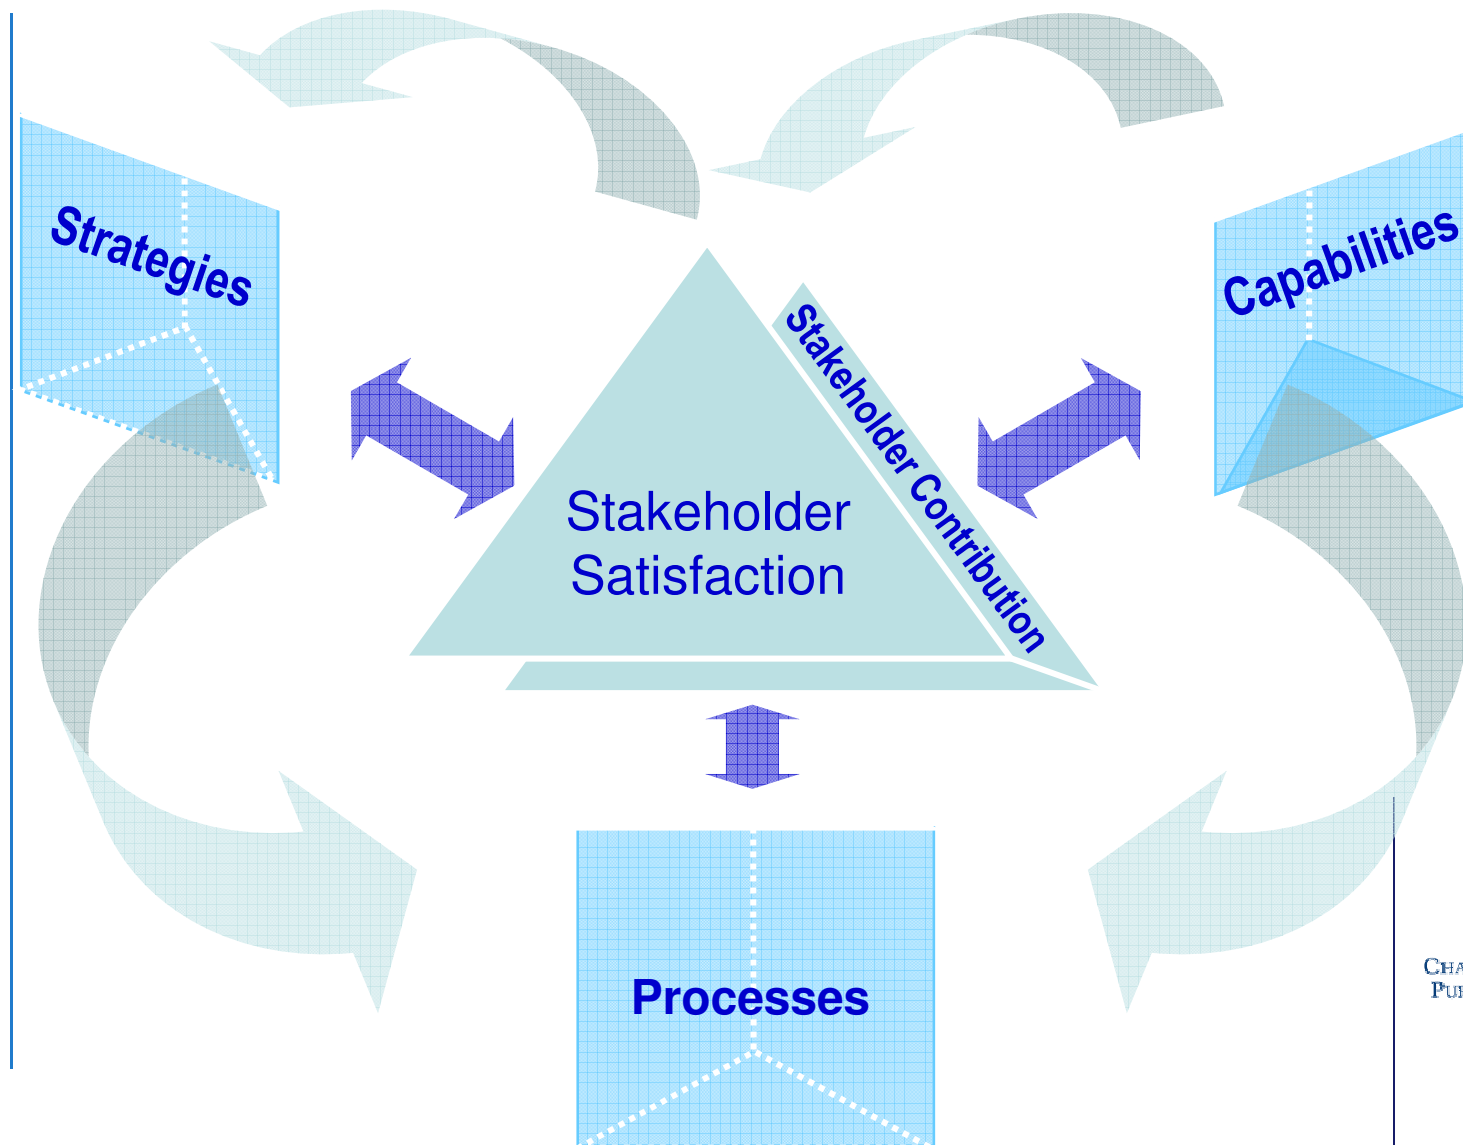 Strategies
Capabilities
Stakeholder Contribution
Stakeholder
Satisfaction
Processes